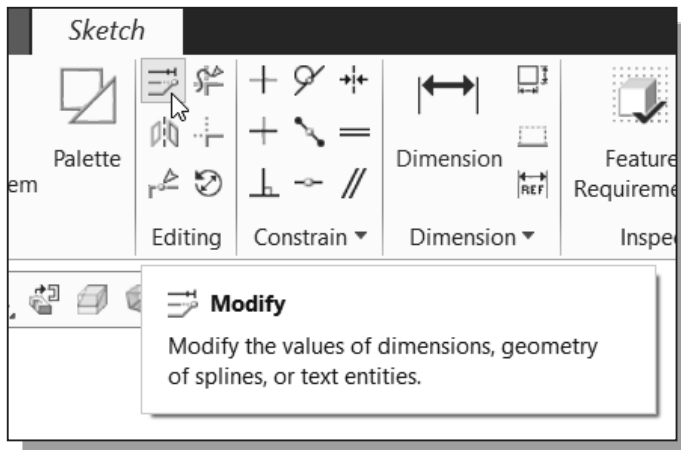 Sketch
Palette
Dimension
Feature
em
REF
Requireme
Editing
Constrain
Dimension
Inspe
Modify
Modify the values of dimensions, geometry
of splines, or text entities.